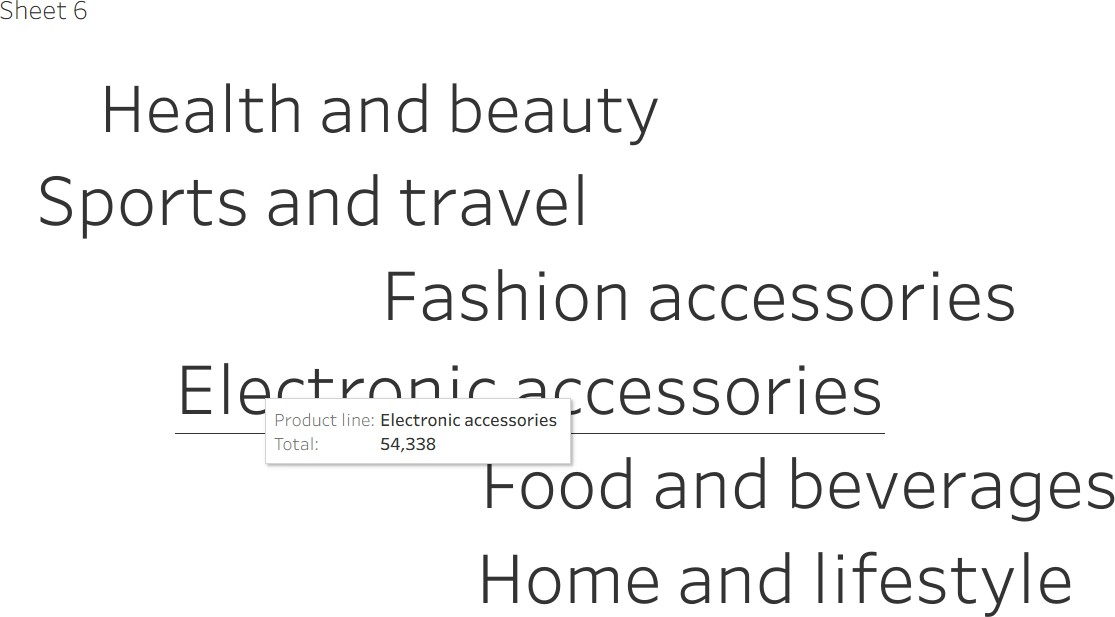 Sheet 6
Health and beauty
Sports and travel
Fashion accessories
Electronic accessories
Product line: Electronic accessories
Total: 54,338
Food and beverages
Home and lifestyle